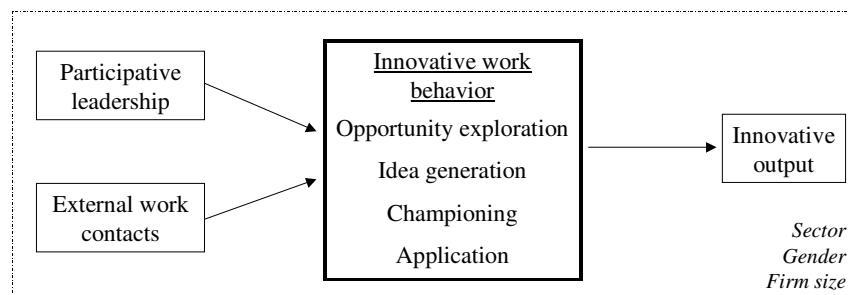 Participative
leadership
External work
contacts
Innovative work
behavior
Opportunity exploration
Idea generation
Championing
Application
Innovative
output
Sector
Gender
Firm size